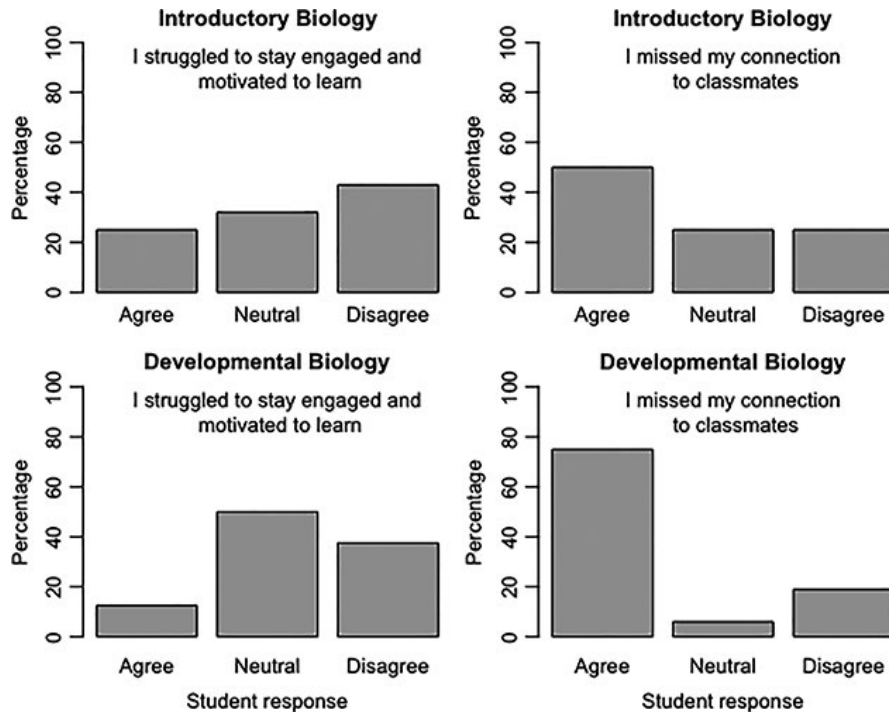 Introductory Biology
I struggled to stay engaged and
motivated to learn
Percentage
0 20 40 60 80 100
Agree Neutral Disagree
Introductory Biology
I missed my connection
to classmates
Percentage
0 20 40 60 80 100
Agree Neutral Disagree
Developmental Biology
I struggled to stay engaged and
motivated to learn
Percentage
0 20 40 60 80 100
Agree Neutral Disagree
Student response
Developmental Biology
I missed my connection
to classmates
Percentage
0 20 40 60 80 100
Agree Neutral Disagree
Student response